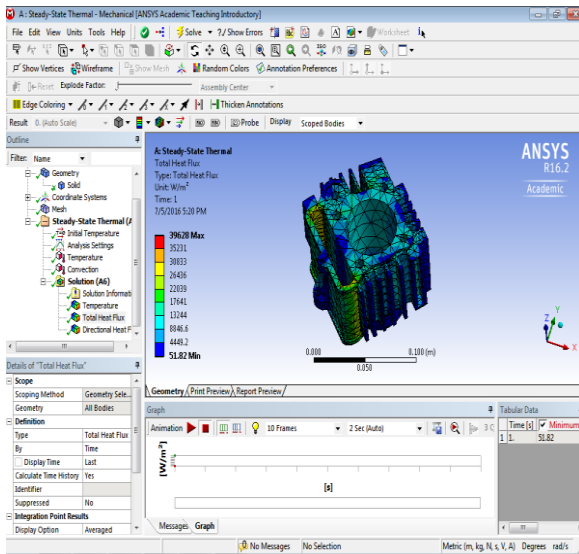 A : Steady-State Thermal - Mechanical [ANSYS Academic Teaching Introductory]
File Edit View Units Tools Help Solve ?/ Show Errors Worksheet
Show Vertices Wireframe Show Mesh Random Colors Annotation Preferences
Reset Explode Factor: Assembly Center
Edge Coloring Thicken Annotations
Result 0. (Auto Scale) Probe Display Scoped Bodies
Outline
Filter: Name
Geometry
Solid
Coordinate Systems
Mesh
Steady-State Thermal (A
Initial Temperature
Analysis Settings
Temperature
Convection
Solution (A6)
Solution Informati
Temperature
Total Heat Flux
Directional Heat F
A: Steady-State Thermal
Total Heat Flux
Type: Total Heat Flux
Unit: W/m²
Time: 1
7/5/2016 5:20 PM
39628 Max
35231
30833
26436
22039
17641
13244
8846.6
4449.2
51.82 Min
ANSYS
R16.2
Academic
0.000 0.100 (m)
0.050
Y
Z
X
Geometry Print Preview Report Preview
Details of "Total Heat Flux"
Scope
Scoping Method Geometry Sele...
Geometry All Bodies
Definition
Type Total Heat Flux
By Time
Display Time Last
Calculate Time History Yes
Identifier
Suppressed No
Integration Point Results
Display Option Averaged
Graph
Animation 10 Frames 2 Sec (Auto) 3 C
[W/m²]
[s]
Messages Graph
Tabular Data
Time [s] Minimum
1 1. 51.82
No Messages No Selection Metric (m, kg, N, s, V, A) Degrees rad/s